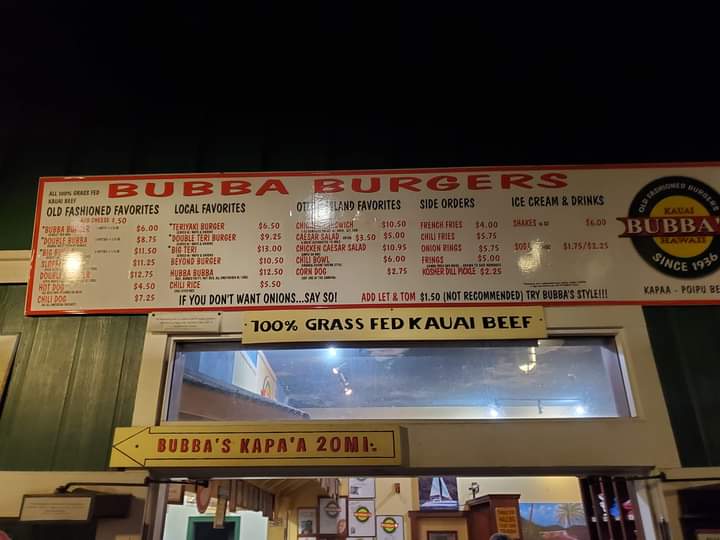 ALL 100% GRASS FED
KAUAI BEEF
BUBBA BURGERS
OLD FASHIONED FAVORITES
ADD CHEESE $.50
"BUBBA BURGER $6.00
"DOUBLE BUBBA $8.75
$11.50
$11.25
$12.75
HOT DOG $4.50
CHILI DOG $7.25
LOCAL FAVORITES
"TERIYAKI BURGER $6.50
"DOUBLE TERI BURGER $9.25
"BIG TERI $13.00
BEYOND BURGER $10.50
HUBBA BUBBA $12.50
CHILI RICE $5.50
ISLAND FAVORITES
$10.50
CAESAR SALAD $3.50 $5.00
CHICKEN CAESAR SALAD $10.95
CHILI BOWL $6.00
CORN DOG $2.75
SIDE ORDERS
FRENCH FRIES $4.00
CHILI FRIES $5.75
ONION RINGS $5.75
FRINGS $5.00
KOSHER DILL PICKLE $2.25
ICE CREAM & DRINKS
SHAKES $6.00
$1.75/$2.25
IF YOU DON'T WANT ONIONS...SAY SO!
ADD LET & TOM $1.50 (NOT RECOMMENDED) TRY BUBBA'S STYLE!!!
OLD FASHIONED BURGERS
KAUAI
BUBBA
HAWAII
SINCE 1936
KAPAA - POIPU BE
100% GRASS FED KAUAI BEEF
BUBBA'S KAPA'A 20MI.